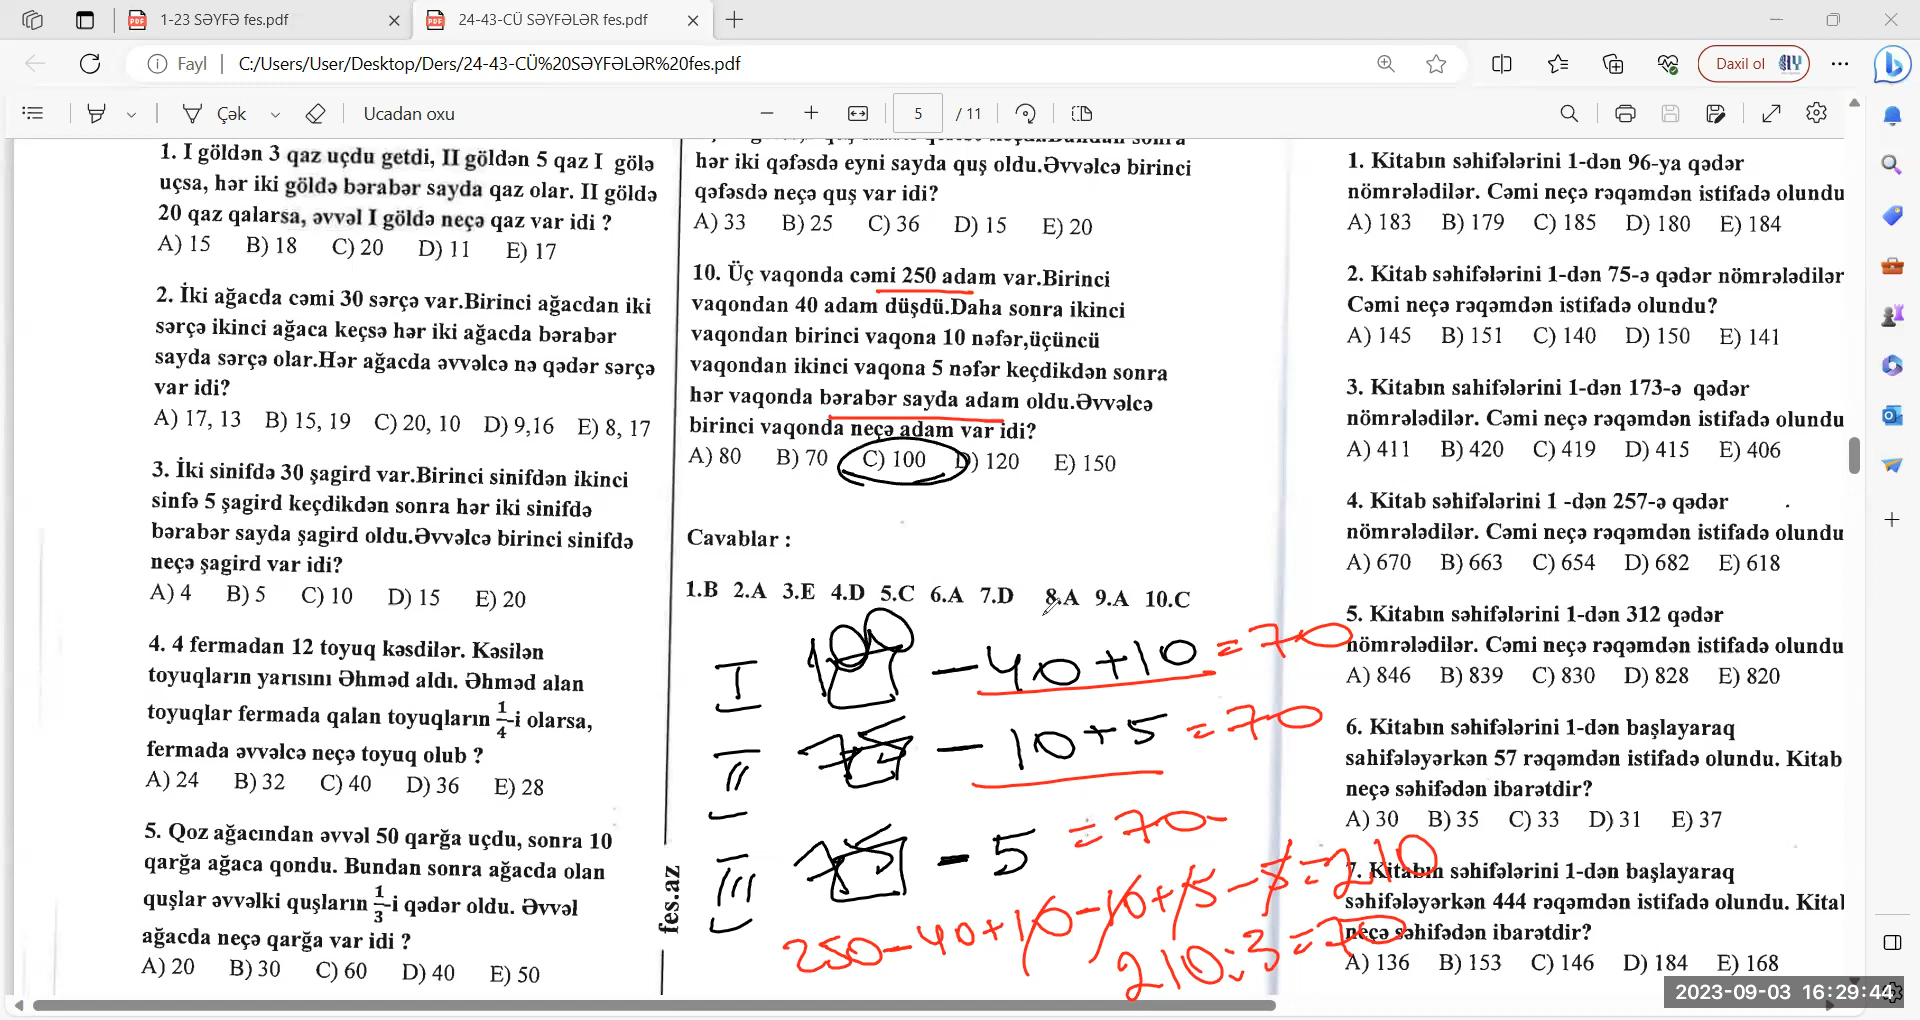 1-23 SƏYFƏ fes.pdf
24-43-CÜ SƏYFƏLƏR fes.pdf
Fayl
C:/Users/User/Desktop/Ders/24-43-CÜ%20SƏYFƏLƏR%20fes.pdf
Daxil ol
Çək
Ucadan oxu
5
/ 11
1. I göldən 3 qaz uçdu getdi, II göldən 5 qaz I gölə
uçsa, hər iki göldə bərabər sayda qaz olar. II göldə
20 qaz qalarsa, əvvəl I göldə neçə qaz var idi ?
A) 15 B) 18 C) 20 D) 11 E) 17
2. İki ağacda cəmi 30 sərçə var.Birinci ağacdan iki
sərçə ikinci ağaca keçsə hər iki ağacda bərabər
sayda sərçə olar.Hər ağacda əvvəlcə nə qədər sərçə
var idi?
A) 17, 13 B) 15, 19 C) 20, 10 D) 9,16 E) 8, 17
3. İki sinifdə 30 şagird var.Birinci sinifdən ikinci
sinfə 5 şagird keçdikdən sonra hər iki sinifdə
bərabər sayda şagird oldu.Əvvəlcə birinci sinifdə
neçə şagird var idi?
A) 4 B) 5 C) 10 D) 15 E) 20
4. 4 fermadan 12 toyuq kəsdilər. Kəsilən
toyuqların yarısını Əhməd aldı. Əhməd alan
toyuqlar fermada qalan toyuqların 1/4-i olarsa,
fermada əvvəlcə neçə toyuq olub ?
A) 24 B) 32 C) 40 D) 36 E) 28
5. Qoz ağacından əvvəl 50 qarğa uçdu, sonra 10
qarğa ağaca qondu. Bundan sonra ağacda olan
quşlar əvvəlki quşların 1/3-i qədər oldu. Əvvəl
ağacda neçə qarğa var idi ?
A) 20 B) 30 C) 60 D) 40 E) 50
fes.az
hər iki qəfəsdə eyni sayda quş oldu.Əvvəlcə birinci
qəfəsdə neçə quş var idi?
A) 33 B) 25 C) 36 D) 15 E) 20
10. Üç vaqonda cəmi 250 adam var.Birinci
vaqondan 40 adam düşdü.Daha sonra ikinci
vaqondan birinci vaqona 10 nəfər,üçüncü
vaqondan ikinci vaqona 5 nəfər keçdikdən sonra
hər vaqonda bərabər sayda adam oldu.Əvvəlcə
birinci vaqonda neçə adam var idi?
A) 80 B) 70 C) 100 D) 120 E) 150
Cavablar :
1.B 2.A 3.E 4.D 5.C 6.A 7.D 8.A 9.A 10.C
I 100 - 40 + 10 = 70
II 75 - 10 + 5 = 70
III 75 - 5 = 70
250 - 40 + 10 - 10 + 5 - 5 = 210
210 : 3 = 70
1. Kitabın səhifələrini 1-dən 96-ya qədər
nömrələdilər. Cəmi neçə rəqəmdən istifadə olundu
A) 183 B) 179 C) 185 D) 180 E) 184
2. Kitab səhifələrini 1-dən 75-ə qədər nömrələdilər
Cəmi neçə rəqəmdən istifadə olundu?
A) 145 B) 151 C) 140 D) 150 E) 141
3. Kitabın sahifələrini 1-dən 173-ə qədər
nömrələdilər. Cəmi neçə rəqəmdən istifadə olundu
A) 411 B) 420 C) 419 D) 415 E) 406
4. Kitab səhifələrini 1 -dən 257-ə qədər
nömrələdilər. Cəmi neçə rəqəmdən istifadə olundu
A) 670 B) 663 C) 654 D) 682 E) 618
5. Kitabın səhifələrini 1-dən 312 qədər
nömrələdilər. Cəmi neçə rəqəmdən istifadə olundu
A) 846 B) 839 C) 830 D) 828 E) 820
6. Kitabın səhifələrini 1-dən başlayaraq
sahifələyərkən 57 rəqəmdən istifadə olundu. Kitab
neçə səhifədən ibarətdir?
A) 30 B) 35 C) 33 D) 31 E) 37
7. Kitabın səhifələrini 1-dən başlayaraq
səhifələyərkən 444 rəqəmdən istifadə olundu. Kital
neçə səhifədən ibarətdir?
A) 136 B) 153 C) 146 D) 184 E) 168
2023-09-03 16:29:44